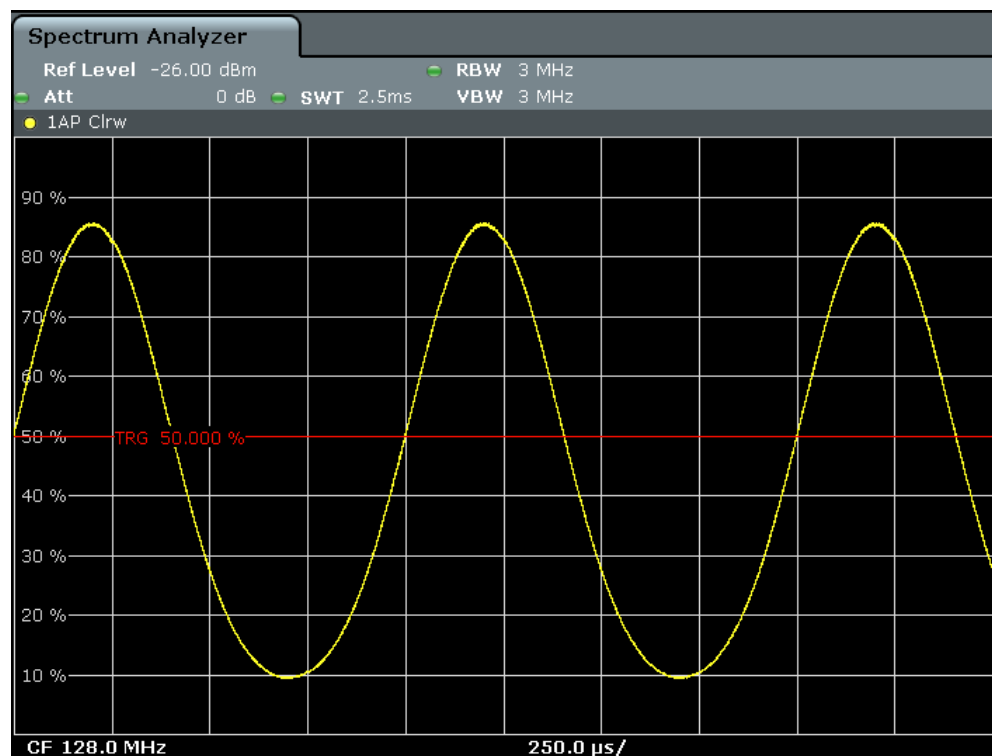 Spectrum Analyzer
Ref Level -26.00 dBm RBW 3 MHz
Att 0 dB SWT 2.5ms VBW 3 MHz
1AP Clrw
90 %
80 %
70 %
60 %
50 % TRG 50.000 %
40 %
30 %
20 %
10 %
CF 128.0 MHz 250.0 µs/